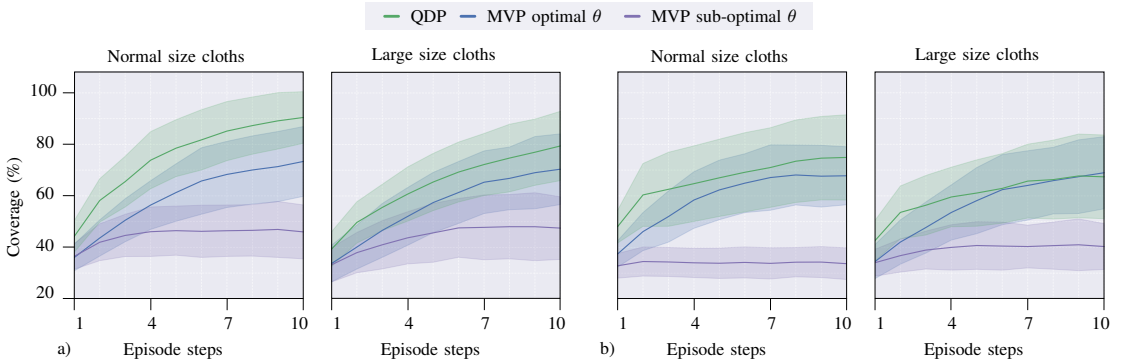 QDP MVP optimal θ MVP sub-optimal θ
Normal size cloths Large size cloths Normal size cloths Large size cloths
Coverage (%)
100
80
60
40
20
1 4 7 10 1 4 7 10 1 4 7 10 1 4 7 10
a) Episode steps Episode steps b) Episode steps Episode steps